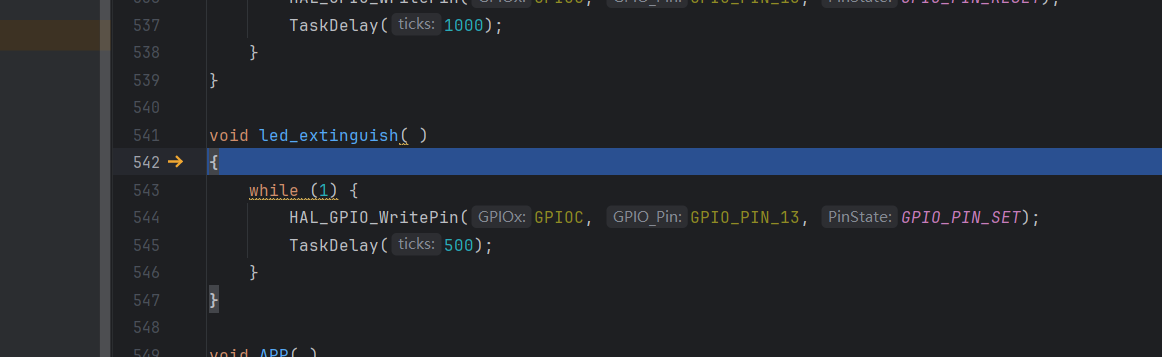 HAL_GPIO_WritePin( GPIOx: GPIOC, GPIO_Pin: GPIO_PIN_13, PinState: GPIO_PIN_RESET);
537 TaskDelay( ticks: 1000);
538 }
539 }
540
541 void led_extinguish( )
542 {
543 while (1) {
544 HAL_GPIO_WritePin( GPIOx: GPIOC, GPIO_Pin: GPIO_PIN_13, PinState: GPIO_PIN_SET);
545 TaskDelay( ticks: 500);
546 }
547 }
548
549 void APP( )